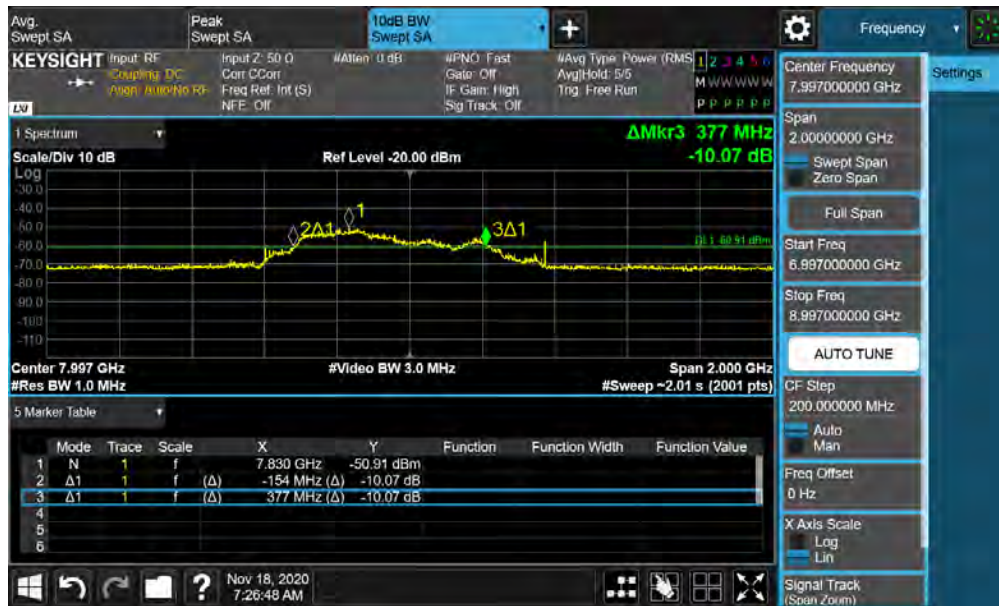 Avg.
Swept SA
Peak
Swept SA
10dB BW
Swept SA
+
Frequency
KEYSIGHT
Input: RF
Coupling: DC
Align: Auto/No RF
Input Z: 50 Ω
Corr CCorr
Freq Ref: Int (S)
NFE: Off
#Atten: 0 dB
#PNO: Fast
Gate: Off
IF Gain: High
Sig Track: Off
#Avg Type: Power (RMS
Avg|Hold: 5/5
Trig: Free Run
1 2 3 4 5 6
M W W W W W
P P P P P P
LXI
1 Spectrum
Scale/Div 10 dB
Ref Level -20.00 dBm
ΔMkr3 377 MHz
-10.07 dB
Log
-30.0
-40.0
-50.0
-60.0
-70.0
-80.0
-90.0
-100
-110
1
2Δ1
3Δ1
DL1 -60.91 dBm
Center 7.997 GHz
#Video BW 3.0 MHz
Span 2.000 GHz
#Res BW 1.0 MHz
#Sweep ~2.01 s (2001 pts)
5 Marker Table
Mode Trace Scale X Y Function Function Width Function Value
1 N 1 f 7.830 GHz -50.91 dBm
2 Δ1 1 f (Δ) -154 MHz (Δ) -10.07 dB
3 Δ1 1 f (Δ) 377 MHz (Δ) -10.07 dB
4
5
6
Center Frequency
7.997000000 GHz
Settings
Span
2.00000000 GHz
Swept Span
Zero Span
Full Span
Start Freq
6.997000000 GHz
Stop Freq
8.997000000 GHz
AUTO TUNE
CF Step
200.000000 MHz
Auto
Man
Freq Offset
0 Hz
X Axis Scale
Log
Lin
Signal Track
(Span Zoom)
?
Nov 18, 2020
7:26:48 AM